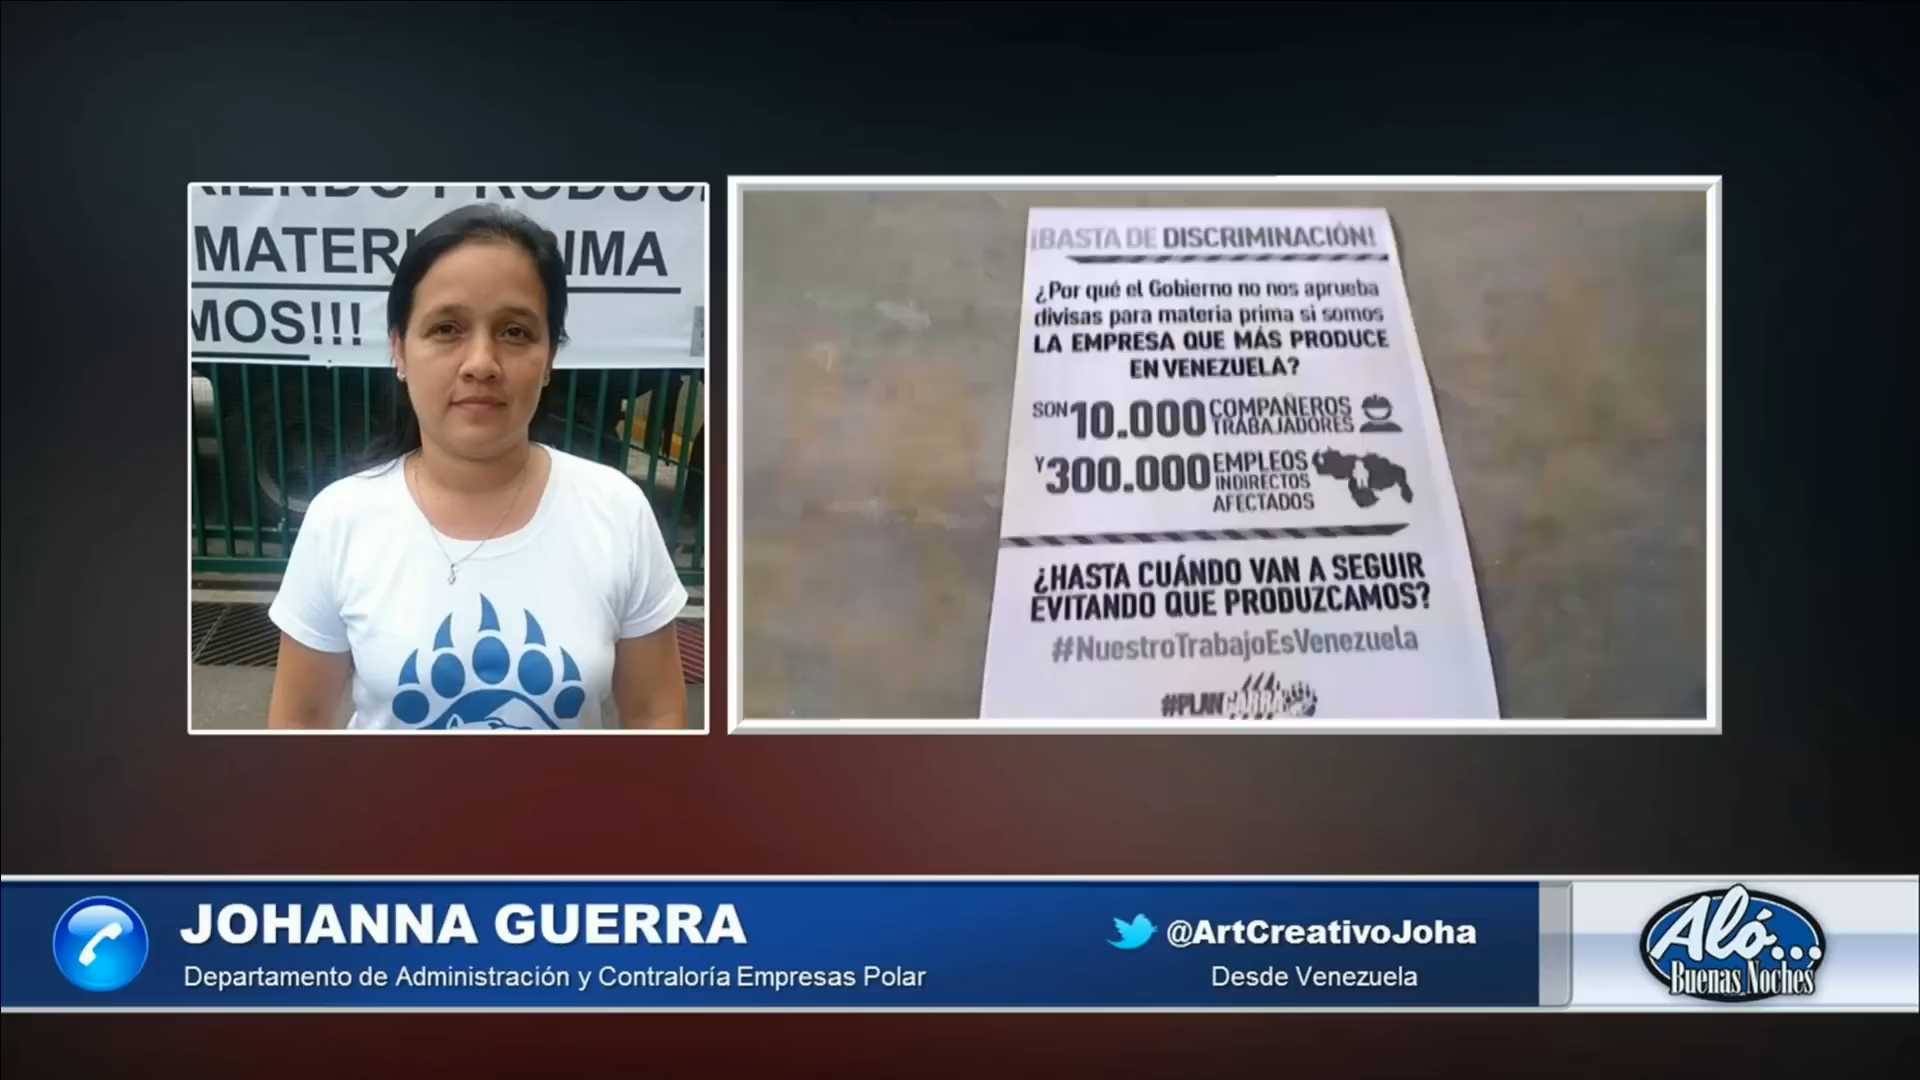 MATER IMA
MOS!!!
¡BASTA DE DISCRIMINACIÓN!
¿Por qué el Gobierno no nos aprueba
divisas para materia prima si somos
LA EMPRESA QUE MÁS PRODUCE
EN VENEZUELA?
SON 10.000 COMPAÑEROS
TRABAJADORES
Y 300.000 EMPLEOS
INDIRECTOS
AFECTADOS
¿HASTA CUÁNDO VAN A SEGUIR
EVITANDO QUE PRODUZCAMOS?
#NuestroTrabajoEsVenezuela
#PLANGARRA
JOHANNA GUERRA
Departamento de Administración y Contraloría Empresas Polar
@ArtCreativoJoha
Desde Venezuela
Aló...
Buenas Noches